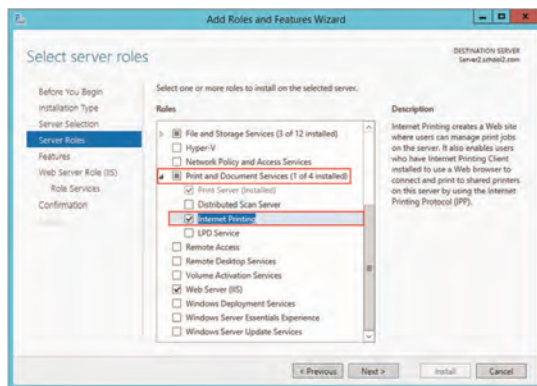 Add Roles and Features Wizard
Select server roles
DESTINATION SERVER
Server2.school2.com
Before You Begin
Installation Type
Server Selection
Server Roles
Features
Web Server Role (IIS)
Role Services
Confirmation
Select one or more roles to install on the selected server.
Roles
File and Storage Services (3 of 12 installed)
Hyper-V
Network Policy and Access Services
Print and Document Services (1 of 4 installed)
Print Server (Installed)
Distributed Scan Server
Internet Printing
LPD Service
Remote Access
Remote Desktop Services
Volume Activation Services
Web Server (IIS)
Windows Deployment Services
Windows Server Essentials Experience
Windows Server Update Services
Description
Internet Printing creates a Web site
where users can manage print jobs
on the server. It also enables users
who have Internet Printing Client
installed to use a Web browser to
connect and print to shared printers
on this server by using the Internet
Printing Protocol (IPP).
< Previous
Next >
Install
Cancel